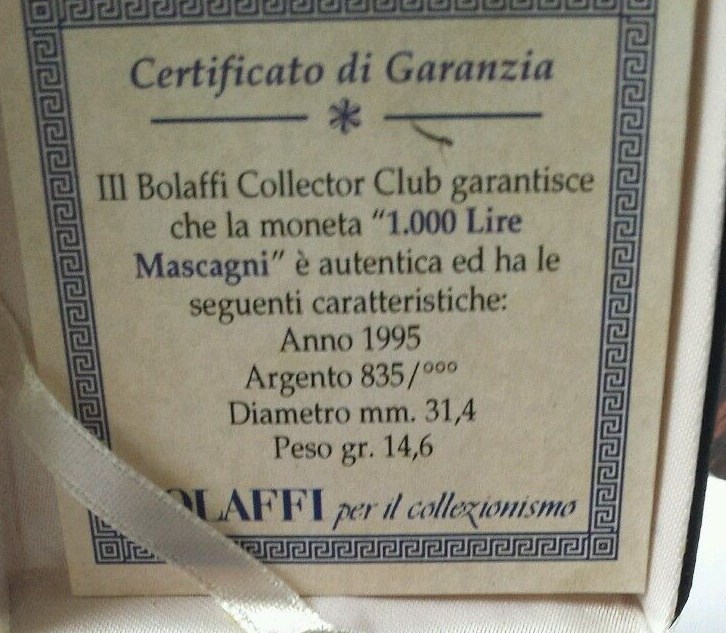 Certificato di Garanzia
Ill Bolaffi Collector Club garantisce
che la moneta "1.000 Lire
Mascagni" è autentica ed ha le
seguenti caratteristiche:
Anno 1995
Argento 835/°°°
Diametro mm. 31,4
Peso gr. 14,6
OLAFFI per il collezionismo